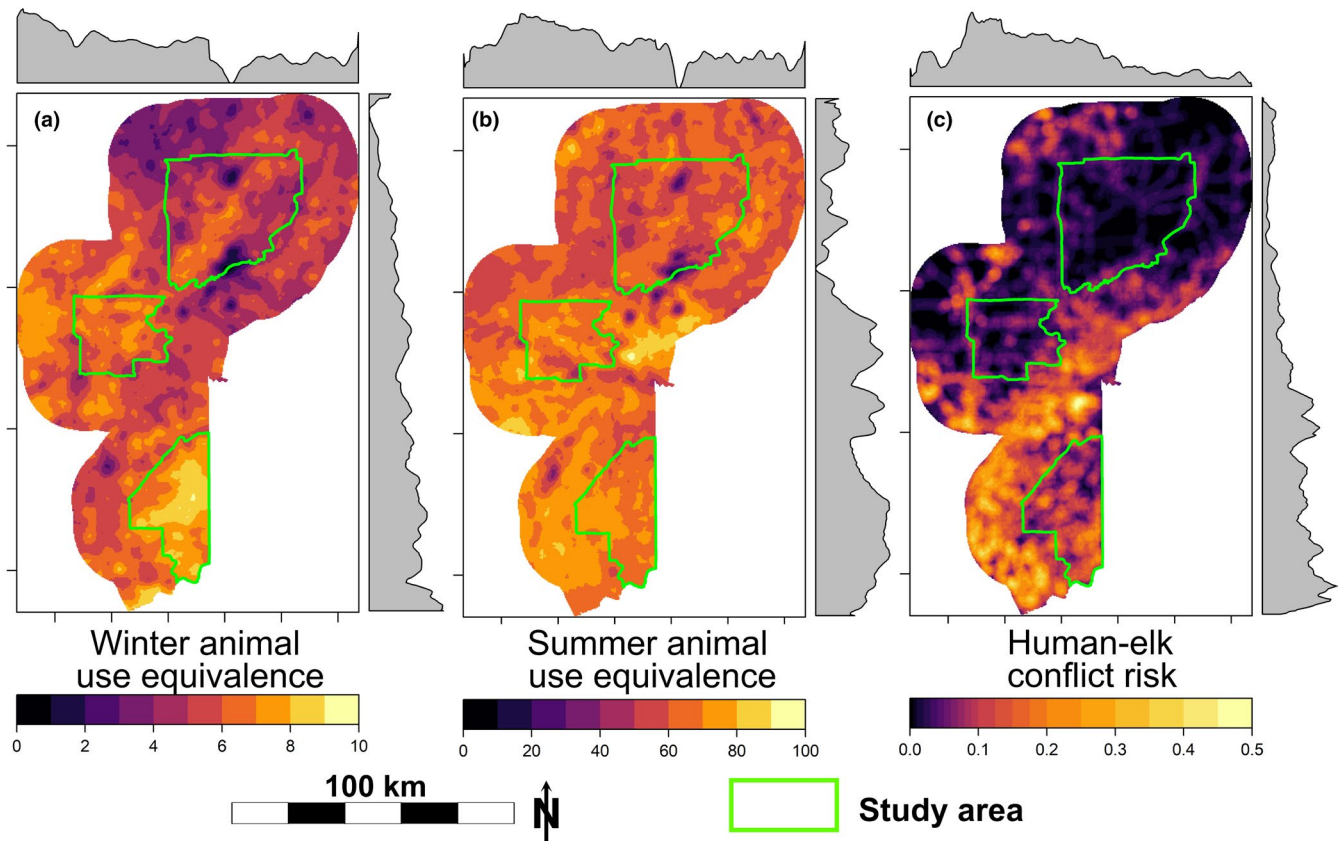 (a)
(b)
(c)
Winter animal
use equivalence
0 2 4 6 8 10
Summer animal
use equivalence
0 20 40 60 80 100
Human-elk
conflict risk
0.0 0.1 0.2 0.3 0.4 0.5
100 km
N
Study area